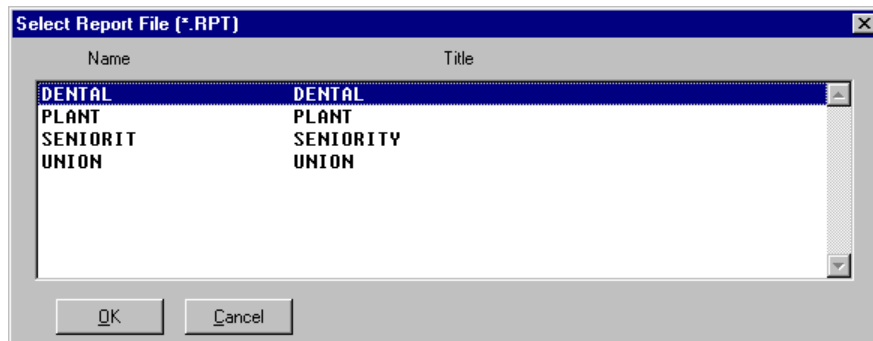 Select Report File (*.RPT)
Name Title
DENTAL DENTAL
PLANT PLANT
SENIORIT SENIORITY
UNION UNION
OK Cancel